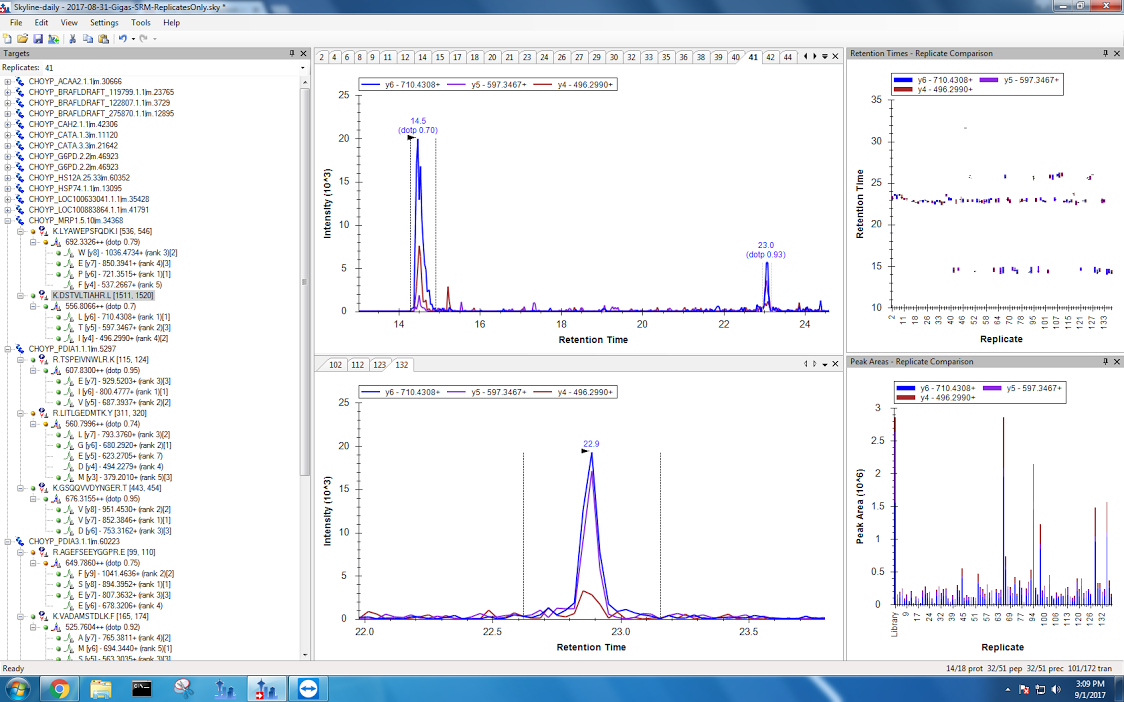 Skyline-daily - 2017-08-31-Gigas-SRM-ReplicatesOnly.sky *
File Edit View Settings Tools Help
Targets
Replicates: 41
CHOYP_ACAA2.1.1|m.30666
CHOYP_BRAFLDRAFT_119799.1.1|m.23765
CHOYP_BRAFLDRAFT_122807.1.1|m.3729
CHOYP_BRAFLDRAFT_275870.1.1|m.12895
CHOYP_CAH2.1.1|m.42306
CHOYP_CATA.1.3|m.11120
CHOYP_CATA.3.3|m.21642
CHOYP_G6PD.2.2|m.46923
CHOYP_G6PD.2.2|m.46923
CHOYP_HS12A.25.33|m.60352
CHOYP_HSP74.1.1|m.13095
CHOYP_LOC100633041.1.1|m.35428
CHOYP_LOC100883864.1.1|m.41791
CHOYP_MRP1.5.10|m.34368
K.LYAWEPSFQDK.I [536, 546]
692.3326++ (dotp 0.79)
W [y8] - 1036.4734+ (rank 3)[2]
E [y7] - 850.3941+ (rank 4)[3]
P [y6] - 721.3515+ (rank 1)[1]
F [y4] - 537.2667+ (rank 5)
K.DSTVLTIAHR.L [1511, 1520]
556.8066++ (dotp 0.7)
L [y6] - 710.4308+ (rank 1)[1]
T [y5] - 597.3467+ (rank 2)[3]
I [y4] - 496.2990+ (rank 4)[2]
CHOYP_PDIA1.1.1|m.5297
R.TSPEIVNWLR.K [115, 124]
607.8300++ (dotp 0.95)
E [y7] - 929.5203+ (rank 3)[3]
I [y6] - 800.4777+ (rank 1)[1]
V [y5] - 687.3937+ (rank 2)[2]
R.LITLGEDMTK.Y [311, 320]
560.7996++ (dotp 0.74)
L [y7] - 793.3760+ (rank 3)[2]
G [y6] - 680.2920+ (rank 2)[1]
E [y5] - 623.2705+ (rank 7)
D [y4] - 494.2279+ (rank 4)
M [y3] - 379.2010+ (rank 5)[3]
K.GSQQVVDYNGER.T [443, 454]
676.3155++ (dotp 0.95)
V [y8] - 951.4530+ (rank 2)[2]
V [y7] - 852.3846+ (rank 1)[1]
D [y6] - 753.3162+ (rank 3)[3]
CHOYP_PDIA3.1.1|m.60223
R.AGEFSEEYGGPR.E [99, 110]
649.7860++ (dotp 0.75)
F [y9] - 1041.4636+ (rank 2)[2]
S [y8] - 894.3952+ (rank 1)[1]
E [y7] - 807.3632+ (rank 3)[3]
E [y6] - 678.3206+ (rank 4)
K.VADAMSTDLK.F [165, 174]
525.7604++ (dotp 0.92)
A [y7] - 765.3811+ (rank 4)[2]
M [y6] - 694.3440+ (rank 5)[1]
S [y5] - 563.3035+ (rank 3)[3]
2 4 6 8 9 10 11 12 14 15 17 18 20 21 23 24 29 30 32 33 35 36 38 39 40 41 42 44
y6 - 710.4308+ y5 - 597.3467+ y4 - 496.2990+
25
20
15
10
5
0
Intensity (10^3)
14.5
(dotp 0.70)
23.0
(dotp 0.93)
14 16 18 20 22 24
Retention Time
102 112 123 132
y6 - 710.4308+ y5 - 597.3467+ y4 - 496.2990+
25
20
15
10
5
0
Intensity (10^3)
22.9
22.0 22.5 23.0 23.5
Retention Time
Retention Times - Replicate Comparison
y6 - 710.4308+ y5 - 597.3467+
y4 - 496.2990+
35
30
25
20
15
10
Retention Time
2 11 18 26 33 40 46 52 58 64 70 78 95 101 107 115 121 127 133
Replicate
Peak Areas - Replicate Comparison
y6 - 710.4308+ y5 - 597.3467+
y4 - 496.2990+
3
2.5
2
1.5
1
0.5
0
Peak Area (10^6)
Library 9 17 24 32 39 45 51 57 63 69 77 94 100 106 113 120 126 132
Replicate
Ready
14/18 prot 32/51 pep 32/51 prec 101/172 tran
3:09 PM
9/1/2017